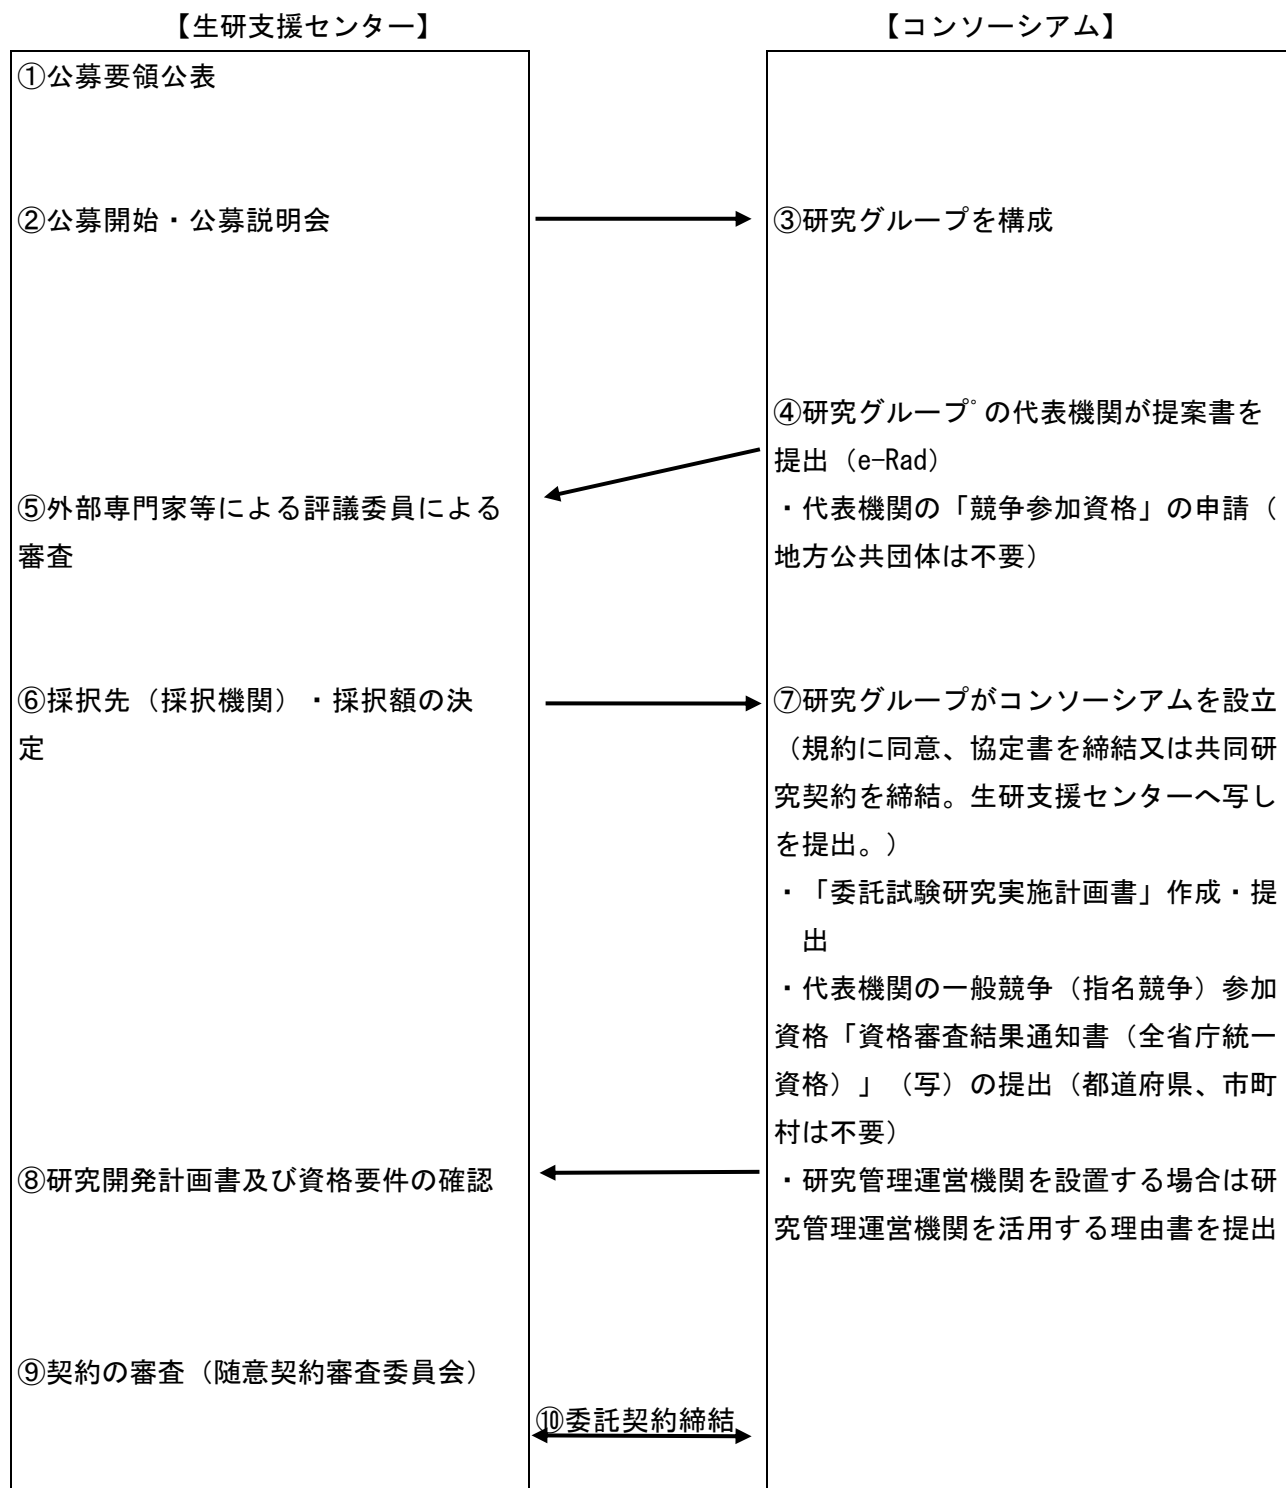 【生研支援センター】
【コンソーシアム】
①公募要領公表
②公募開始・公募説明会
③研究グループを構成
④研究グループ゜の代表機関が提案書を
提出（e-Rad）
・代表機関の「競争参加資格」の申請（
地方公共団体は不要）
⑤外部専門家等による評議委員による
審査
⑥採択先（採択機関）・採択額の決
定
⑦研究グループがコンソーシアムを設立
（規約に同意、協定書を締結又は共同研
究契約を締結。生研支援センターへ写し
を提出。）
・「委託試験研究実施計画書」作成・提
出
・代表機関の一般競争（指名競争）参加
資格「資格審査結果通知書（全省庁統一
資格）」（写）の提出（都道府県、市町
村は不要）
・研究管理運営機関を設置する場合は研
究管理運営機関を活用する理由書を提出
⑧研究開発計画書及び資格要件の確認
⑨契約の審査（随意契約審査委員会）
⑩委託契約締結